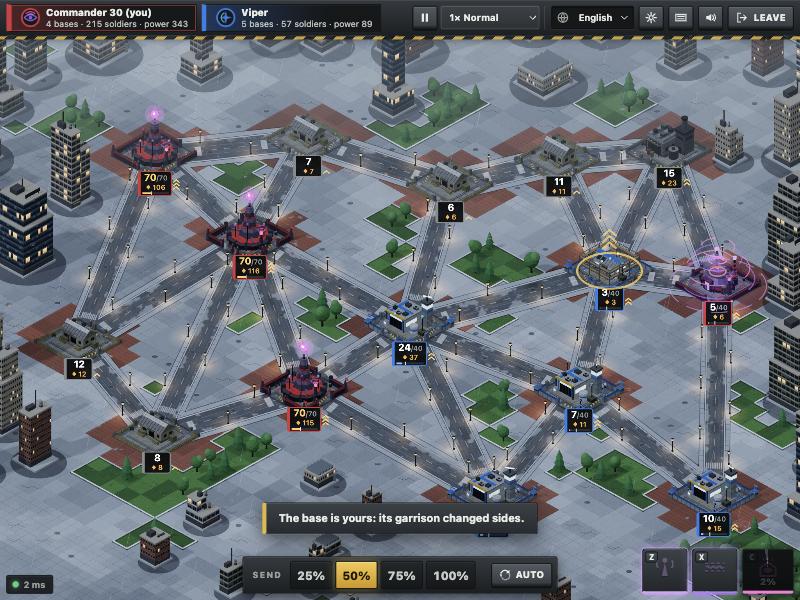 Commander 30 (you)
4 bases · 215 soldiers · power 343
Viper
5 bases · 57 soldiers · power 89
1x Normal
English
LEAVE
70/70
106
7
7
6
6
11
11
15
23
70/70
116
3/40
3
5/40
6
24/40
37
12
12
70/70
115
7/40
11
8
8
10/40
15
The base is yours: its garrison changed sides.
SEND
25%
50%
75%
100%
AUTO
Z
X
C
2%
2 ms